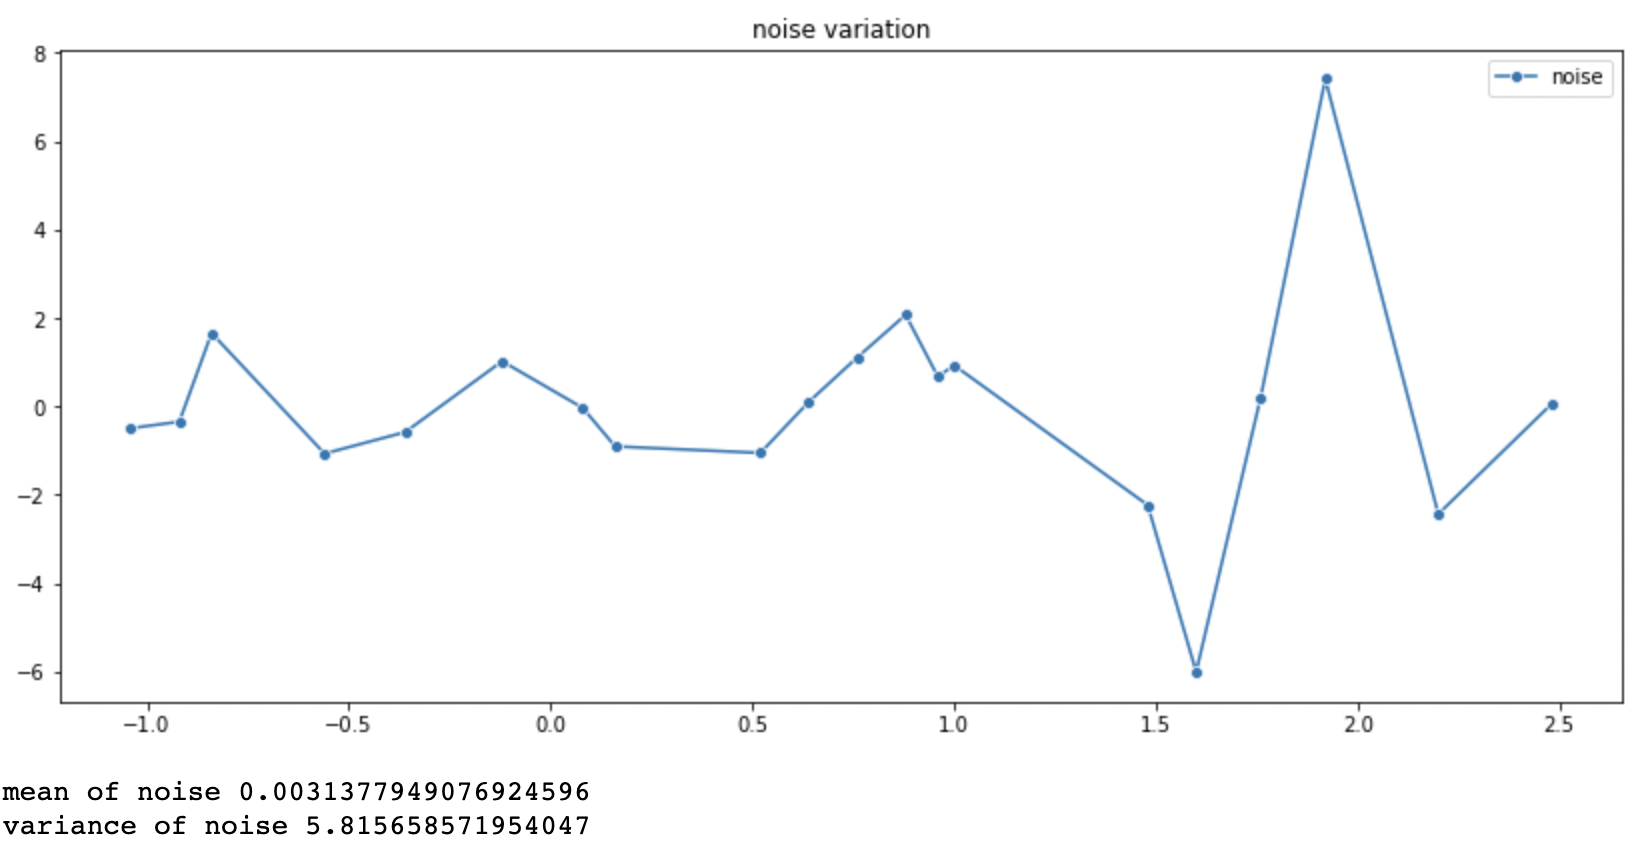 noise variation
8
noise
6
4
2
0
−2
−4
−6
−1.0 −0.5 0.0 0.5 1.0 1.5 2.0 2.5
mean of noise 0.0031377949076924596
variance of noise 5.815658571954047